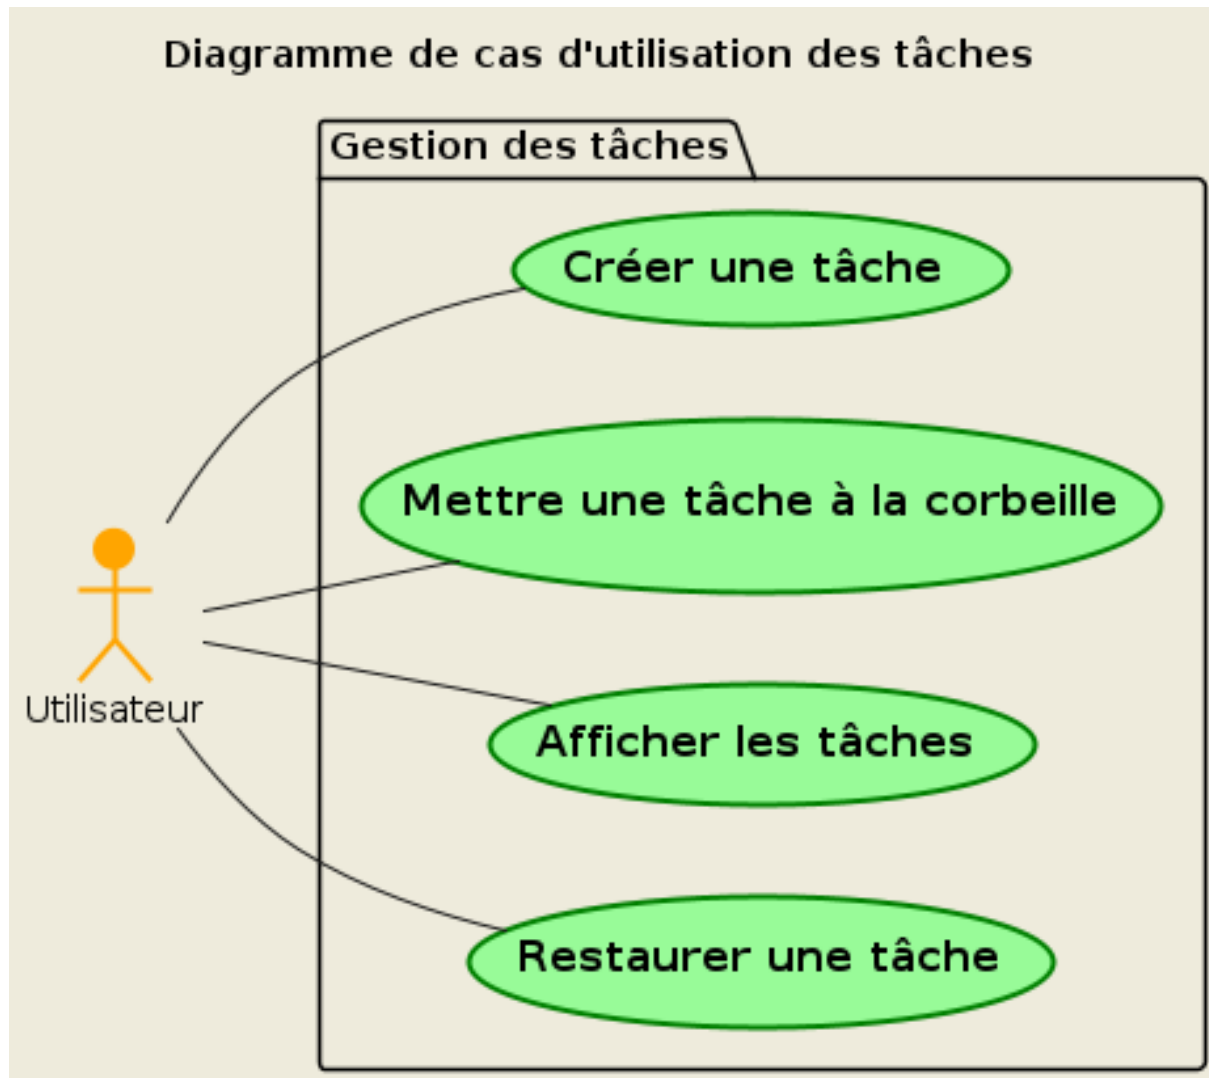 Diagramme de cas d'utilisation des tâches
Gestion des tâches
Créer une tâche
Mettre une tâche à la corbeille
Utilisateur
Afficher les tâches
Restaurer une tâche